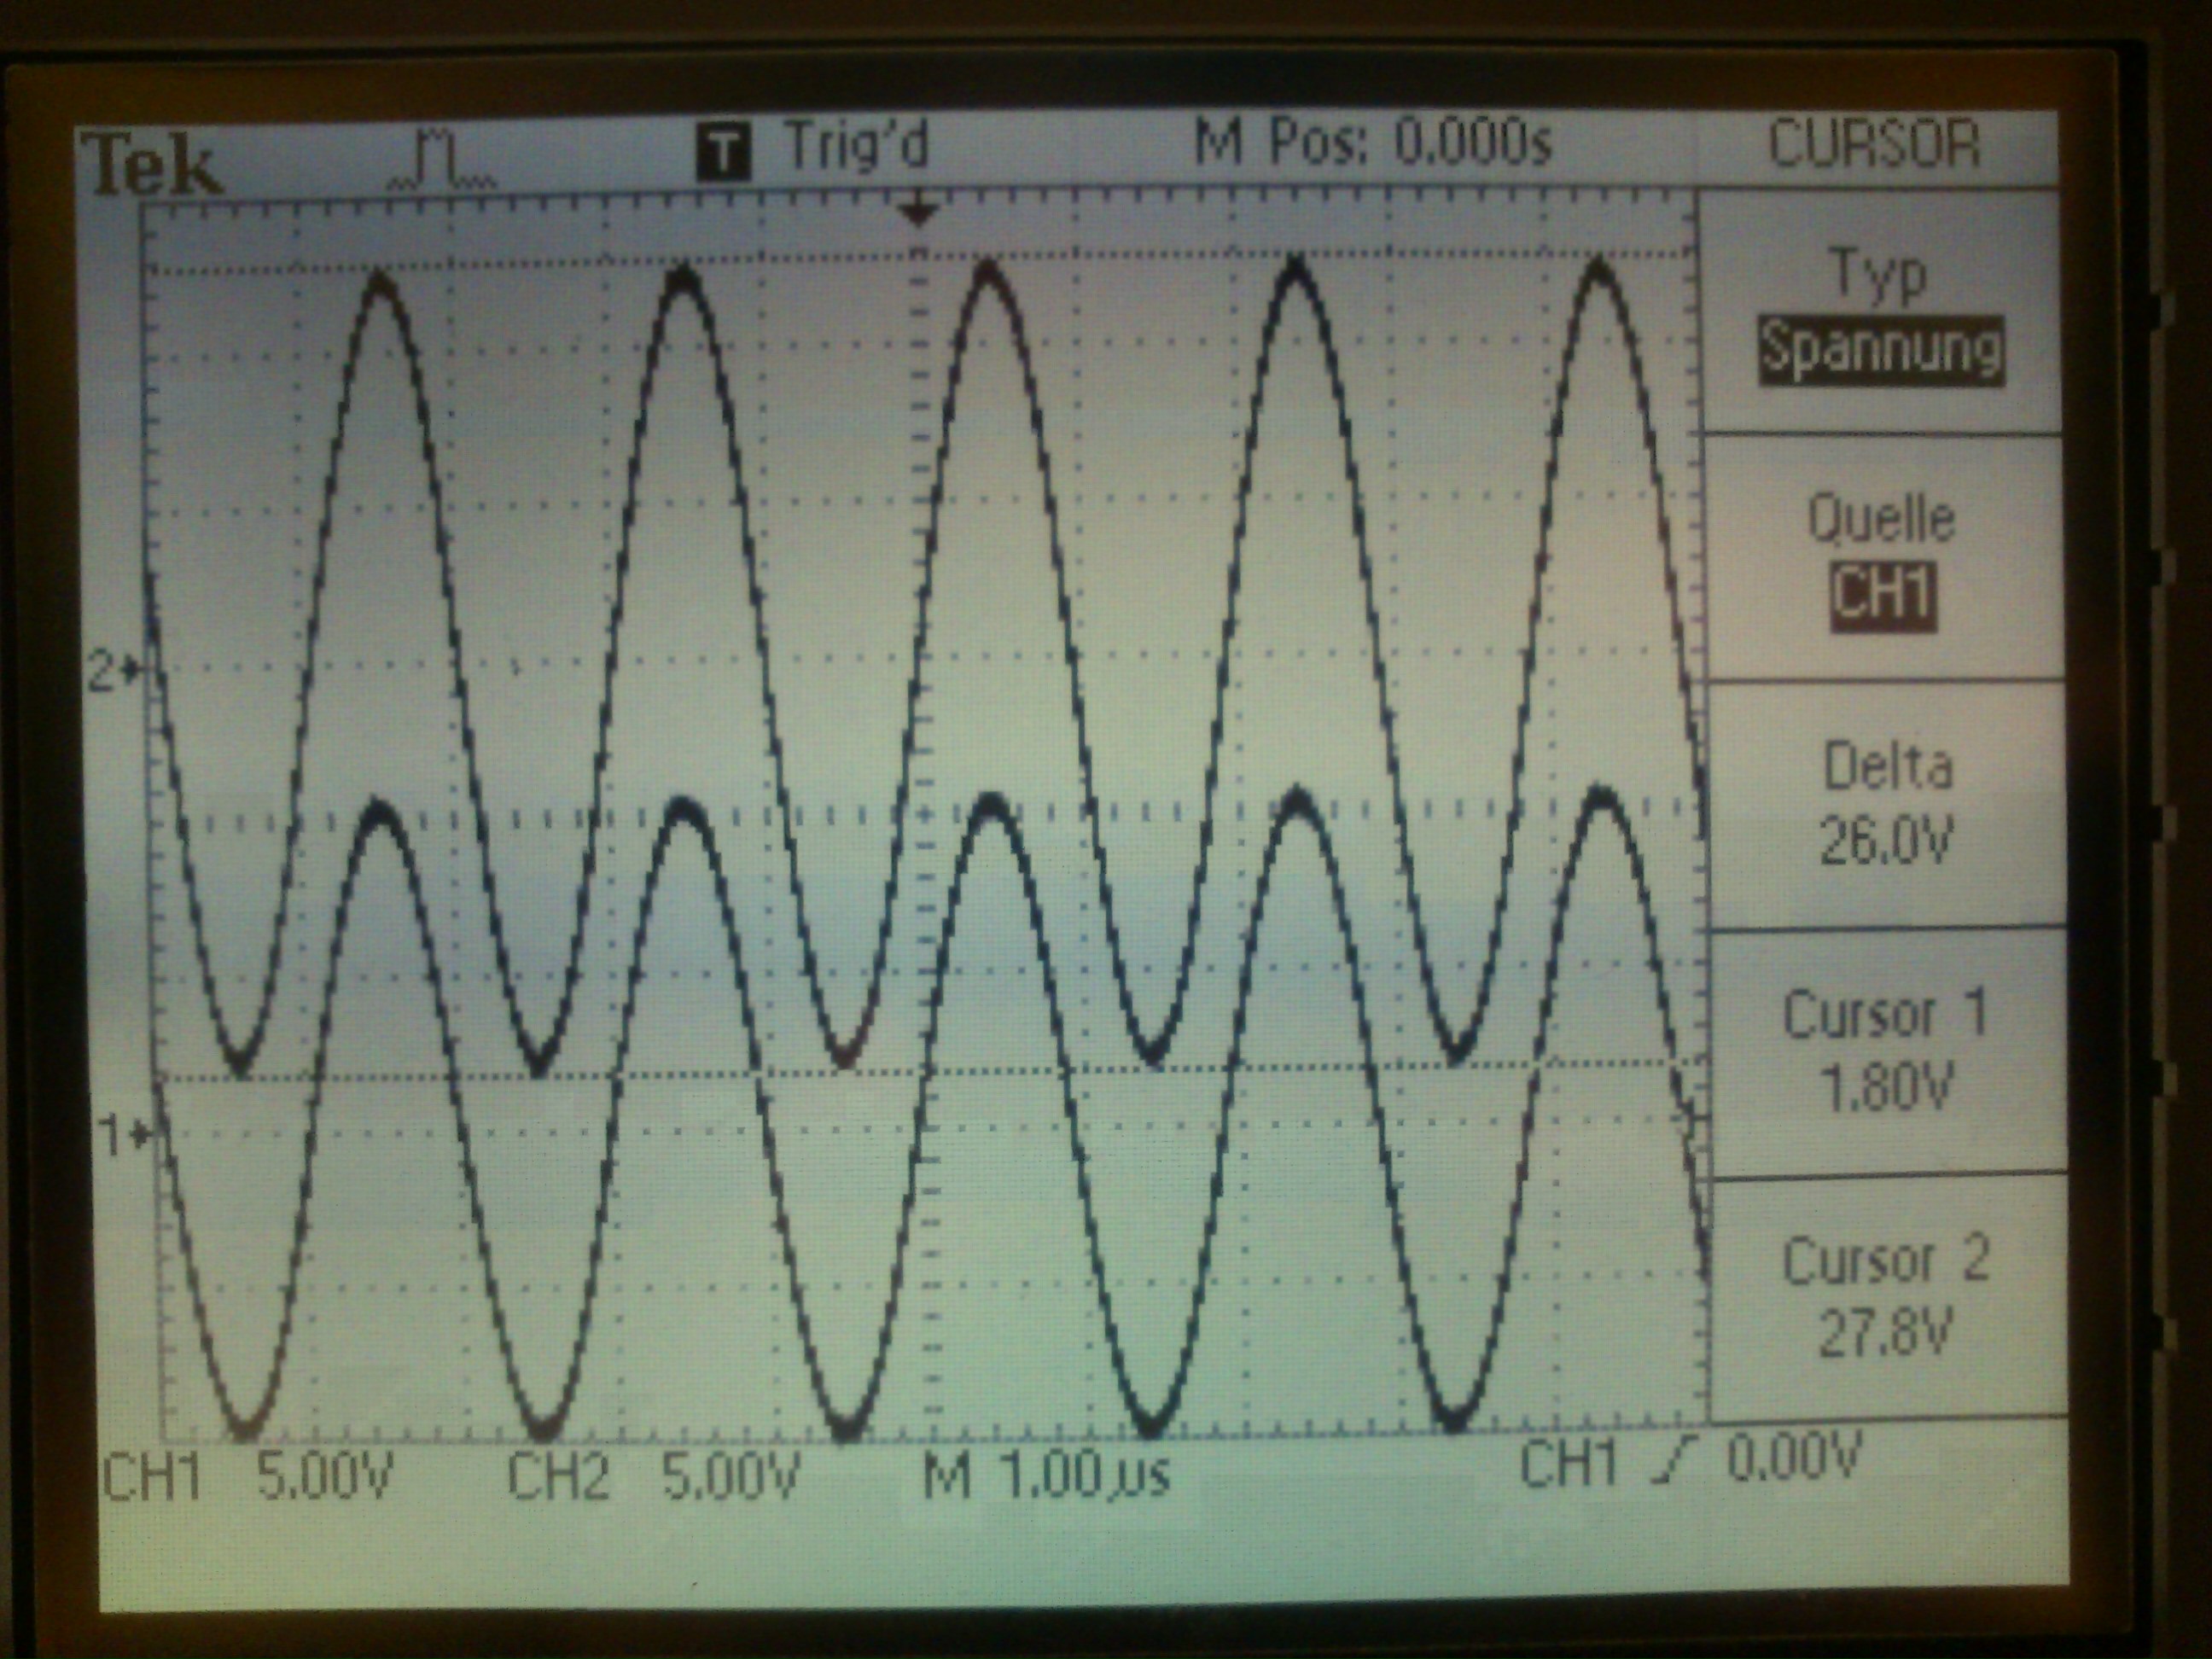 Tek T Trig'd M Pos: 0.000s CURSOR
Typ
Spannung
Quelle
CH1
2
Delta
26.0V
Cursor 1
1.80V
1
Cursor 2
27.8V
CH1 5.00V CH2 5.00V M 1.00µs CH1 0.00V